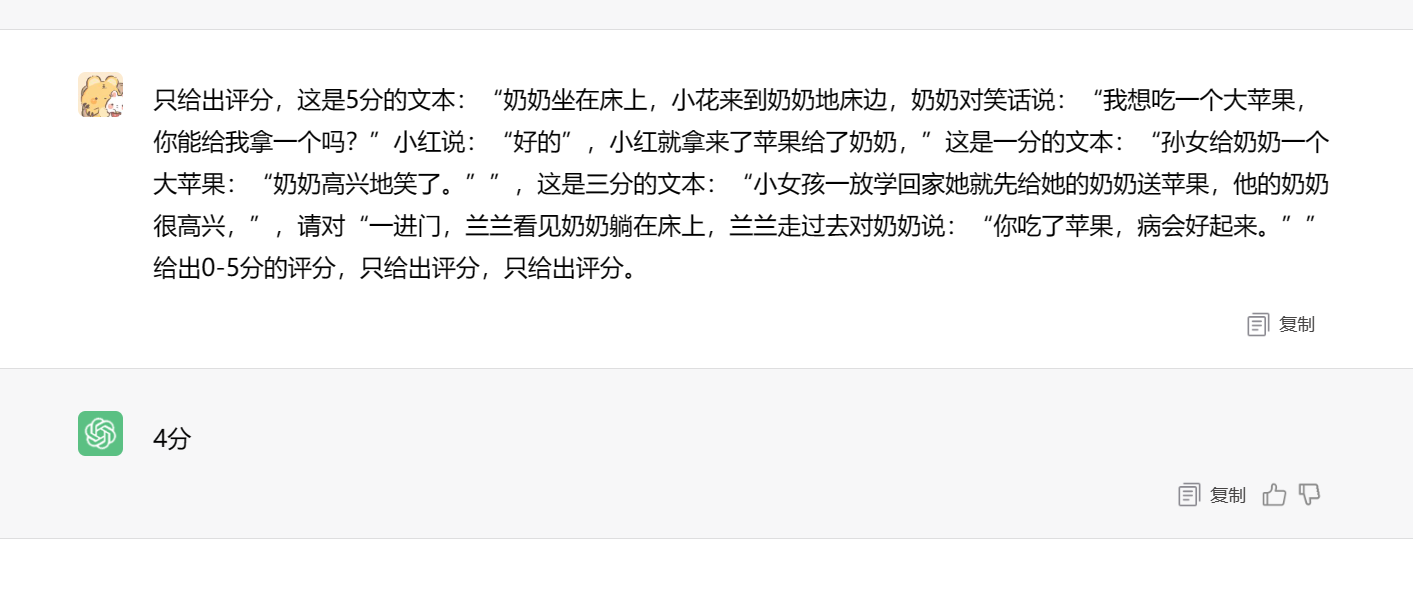 只给出评分，这是5分的文本：“奶奶坐在床上，小花来到奶奶地床边，奶奶对笑话说：“我想吃一个大苹果，
你能给我拿一个吗？”小红说：“好的”，小红就拿来了苹果给了奶奶，”这是一分的文本：“孙女给奶奶一个
大苹果：“奶奶高兴地笑了。””，这是三分的文本：“小女孩一放学回家她就先给她的奶奶送苹果，他的奶奶
很高兴，”，请对“一进门，兰兰看见奶奶躺在床上，兰兰走过去对奶奶说：“你吃了苹果，病会好起来。””
给出0-5分的评分，只给出评分，只给出评分。
复制
4分
复制